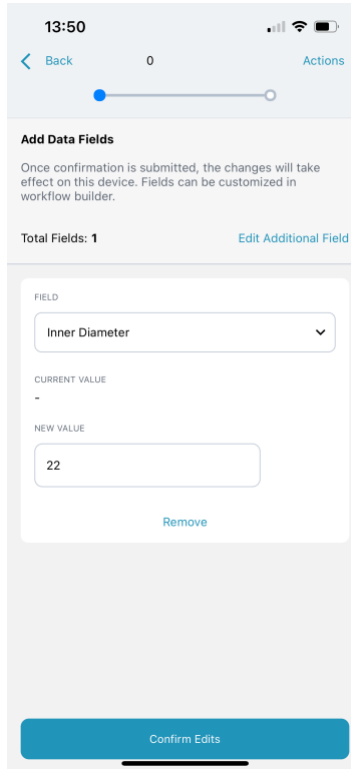 13:50
Back 0 Actions
Add Data Fields
Once confirmation is submitted, the changes will take
effect on this device. Fields can be customized in
workflow builder.
Total Fields: 1 Edit Additional Field
FIELD
Inner Diameter
CURRENT VALUE
-
NEW VALUE
22
Remove
Confirm Edits